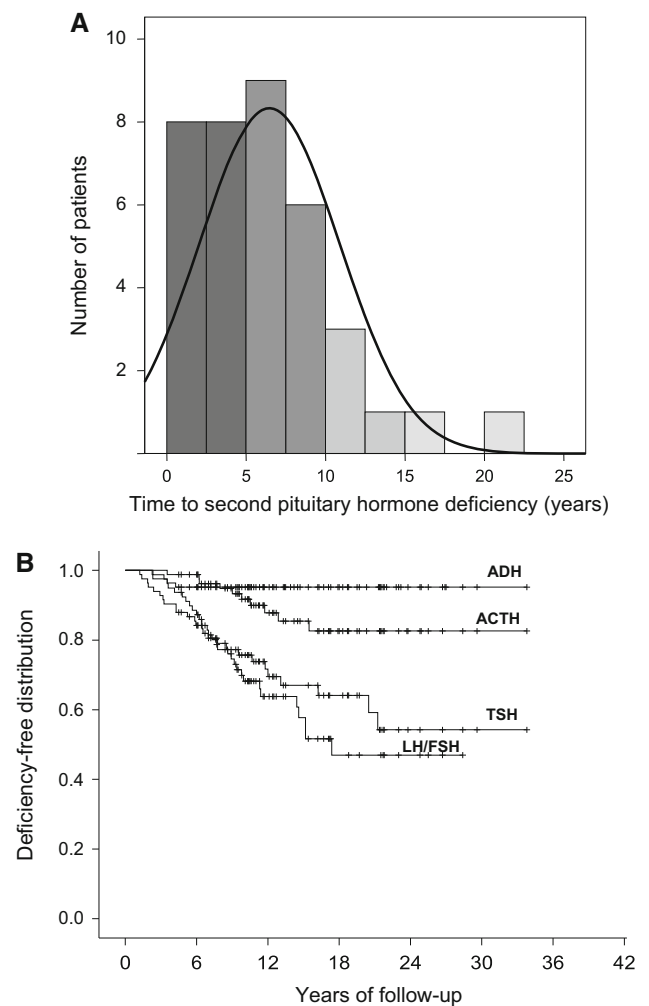 A
10
8
6
4
2
Number of patients
0 5 10 15 20 25
Time to second pituitary hormone deficiency (years)
B
1.0
0.8
0.6
0.4
0.2
0.0
Deficiency-free distribution
ADH
ACTH
TSH
LH/FSH
0 6 12 18 24 30 36 42
Years of follow-up